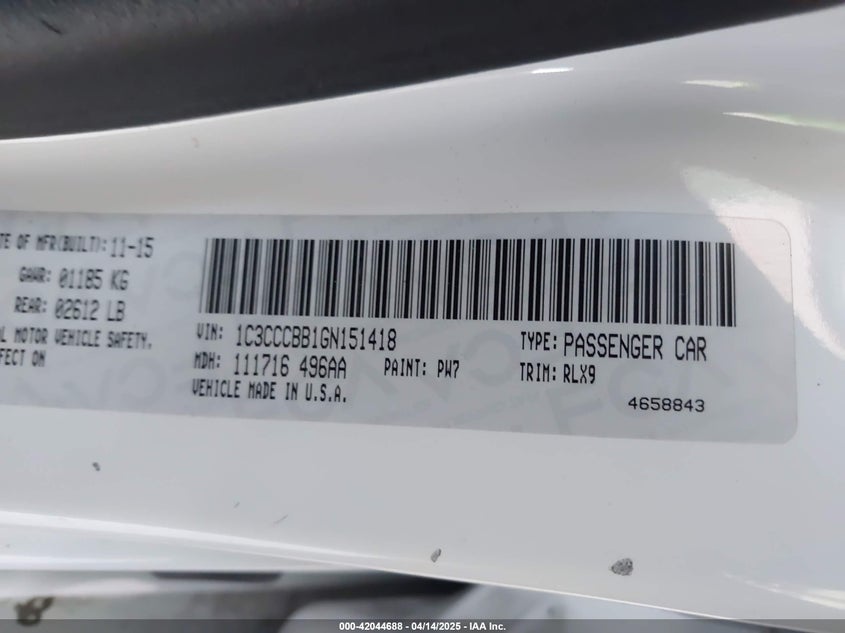 TE OF MFR(BUILT): 11-15
GAWR: 01185 KG
REAR: 02612 LB
MOTOR VEHICLE SAFETY.
ON
VIN: 1C3CCCBB1GN151418
TYPE: PASSENGER CAR
MDH: 111716 496AA
PAINT: PW7
TRIM: RLX9
VEHICLE MADE IN U.S.A.
4658843
000-42044688 - 04/14/2025 - © IAA Inc.